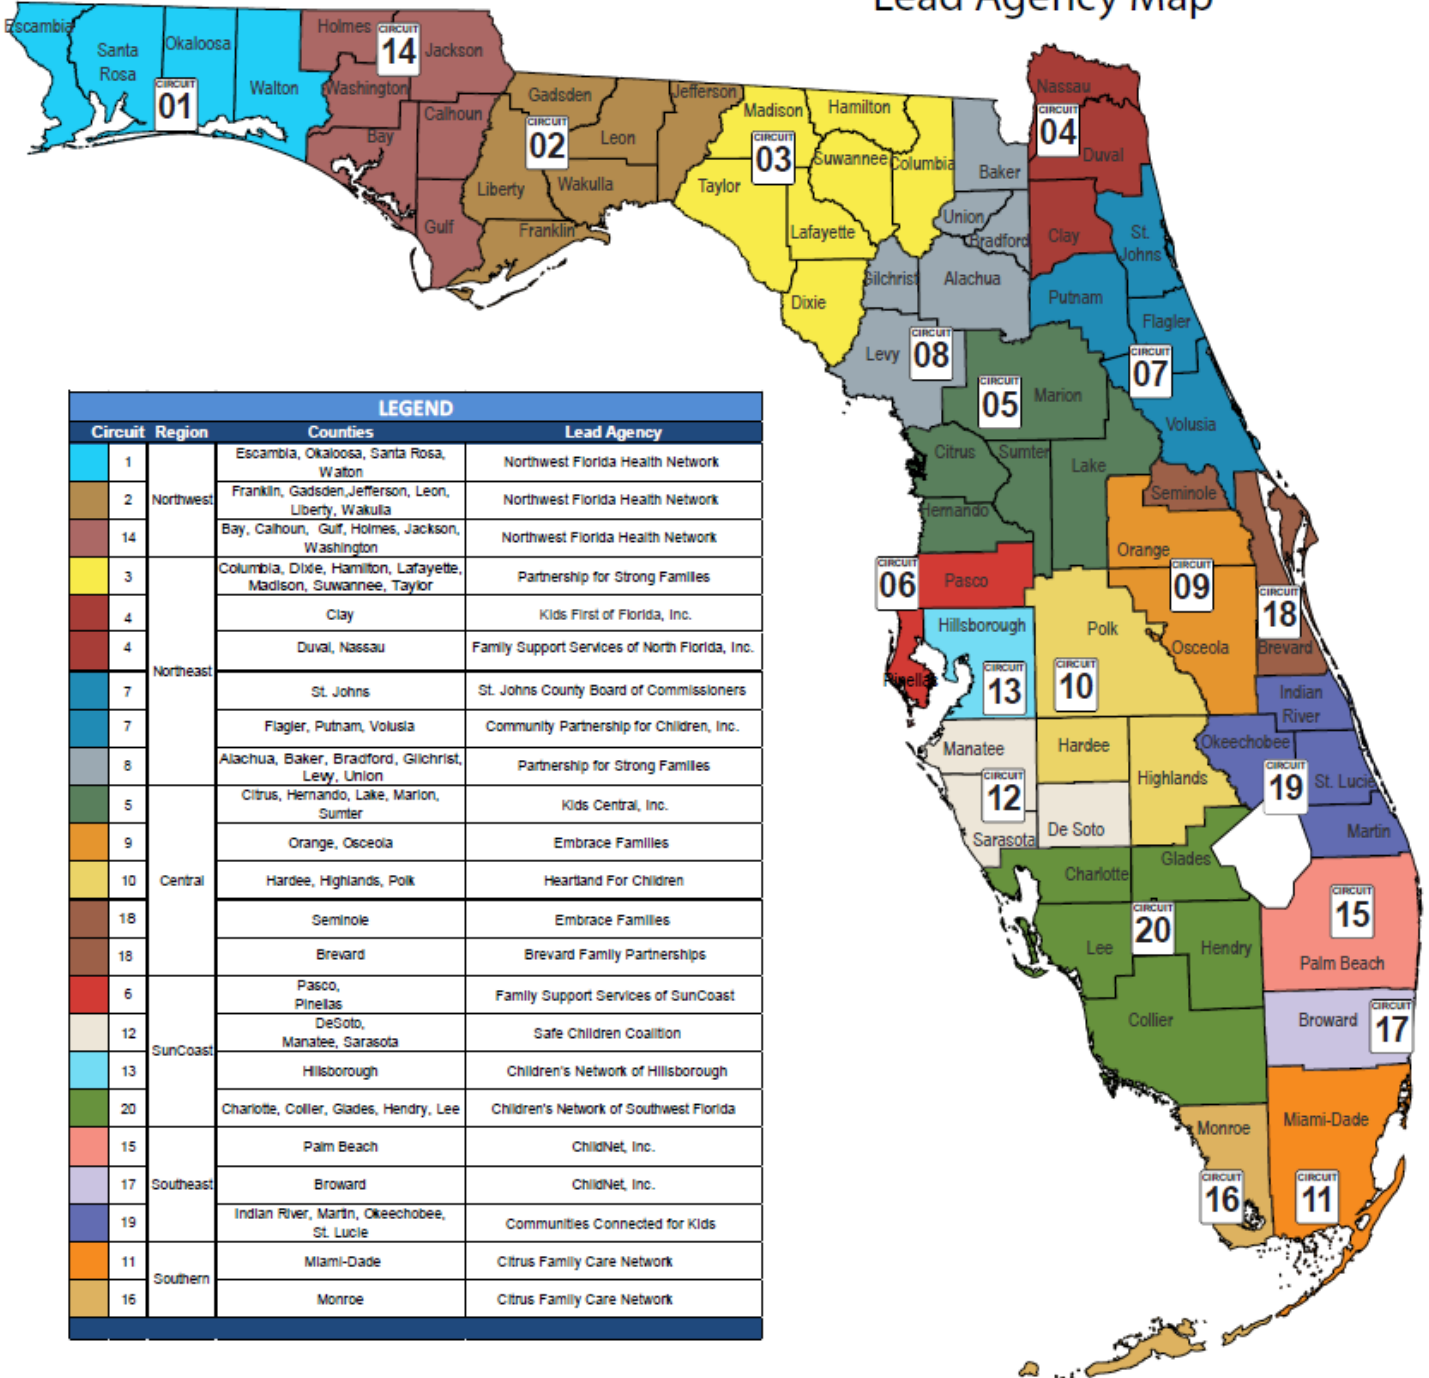 Lead Agency Map
Escambia
Santa
Rosa
Okaloosa
Walton
CIRCUIT
01
Holmes
CIRCUIT
14
Jackson
Washington
Calhoun
Bay
Gulf
Gadsden
CIRCUIT
02
Jefferson
Leon
Liberty
Wakulla
Franklin
Madison
Hamilton
CIRCUIT
03
Suwannee
Columbia
Taylor
Lafayette
Dixie
Nassau
CIRCUIT
04
Duval
Clay
Baker
Union
Bradford
Gilchrist
Alachua
Levy
CIRCUIT
08
St.
Johns
Putnam
Flagler
CIRCUIT
07
Volusia
CIRCUIT
05
Marion
Citrus
Sumter
Lake
Hernando
Seminole
Orange
CIRCUIT
09
Osceola
CIRCUIT
18
Brevard
CIRCUIT
06
Pasco
Pinellas
Hillsborough
CIRCUIT
13
Polk
CIRCUIT
10
Hardee
Highlands
Manatee
CIRCUIT
12
Sarasota
De Soto
Indian
River
Okeechobee
CIRCUIT
19
St. Lucie
Martin
Charlotte
Glades
CIRCUIT
20
Lee
Hendry
Collier
CIRCUIT
15
Palm Beach
Broward
CIRCUIT
17
Monroe
CIRCUIT
16
Miami-Dade
CIRCUIT
11
LEGEND
Circuit Region Counties Lead Agency
1 Escambia, Okaloosa, Santa Rosa,
Walton Northwest Florida Health Network
Northwest
2 Franklin, Gadsden,Jefferson, Leon,
Liberty, Wakulla Northwest Florida Health Network
14 Bay, Calhoun, Gulf, Holmes, Jackson,
Washington Northwest Florida Health Network
3 Columbia, Dixie, Hamilton, Lafayette,
Madison, Suwannee, Taylor Partnership for Strong Families
4 Clay Kids First of Florida, Inc.
4 Duval, Nassau Family Support Services of North Florida, Inc.
Northeast
7 St. Johns St. Johns County Board of Commissioners
7 Flagler, Putnam, Volusia Community Partnership for Children, Inc.
8 Alachua, Baker, Bradford, Gilchrist,
Levy, Union Partnership for Strong Families
5 Citrus, Hernando, Lake, Marion,
Sumter Kids Central, Inc.
9 Orange, Osceola Embrace Families
10 Central Hardee, Highlands, Polk Heartland For Children
18 Seminole Embrace Families
18 Brevard Brevard Family Partnerships
6 Pasco,
Pinellas Family Support Services of SunCoast
12 DeSoto,
Manatee, Sarasota Safe Children Coalition
SunCoast
13 Hillsborough Children's Network of Hillsborough
20 Charlotte, Collier, Glades, Hendry, Lee Children's Network of Southwest Florida
15 Palm Beach ChildNet, Inc.
17 Southeast Broward ChildNet, Inc.
19 Indian River, Martin, Okeechobee,
St. Lucie Communities Connected for Kids
11 Miami-Dade Citrus Family Care Network
Southern
16 Monroe Citrus Family Care Network